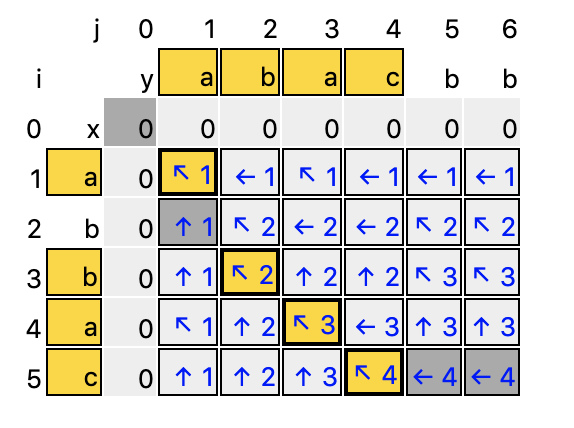 j 0 1 2 3 4 5 6
i y a b a c b b
0 x 0 0 0 0 0 0 0
1 a 0 ↖ 1 ← 1 ↖ 1 ← 1 ← 1 ← 1
2 b 0 ↑ 1 ↖ 2 ← 2 ← 2 ↖ 2 ↖ 2
3 b 0 ↑ 1 ↖ 2 ↑ 2 ↑ 2 ↖ 3 ↖ 3
4 a 0 ↖ 1 ↑ 2 ↖ 3 ← 3 ↑ 3 ↑ 3
5 c 0 ↑ 1 ↑ 2 ↑ 3 ↖ 4 ← 4 ← 4